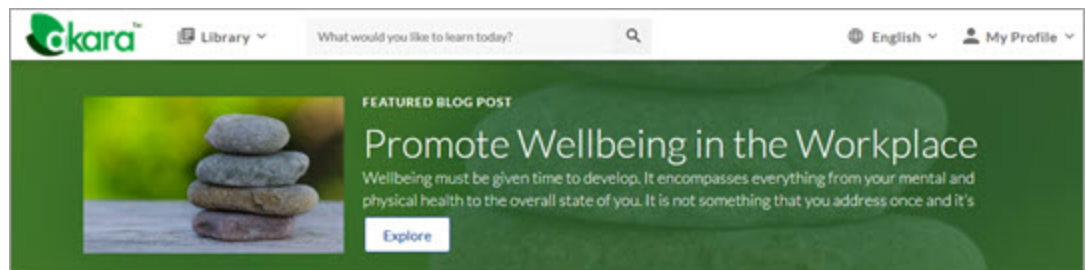 akara™
Library
What would you like to learn today?
English
My Profile
FEATURED BLOG POST
Promote Wellbeing in the Workplace
Wellbeing must be given time to develop. It encompasses everything from your mental and
physical health to the overall state of you. It is not something that you address once and it's
Explore